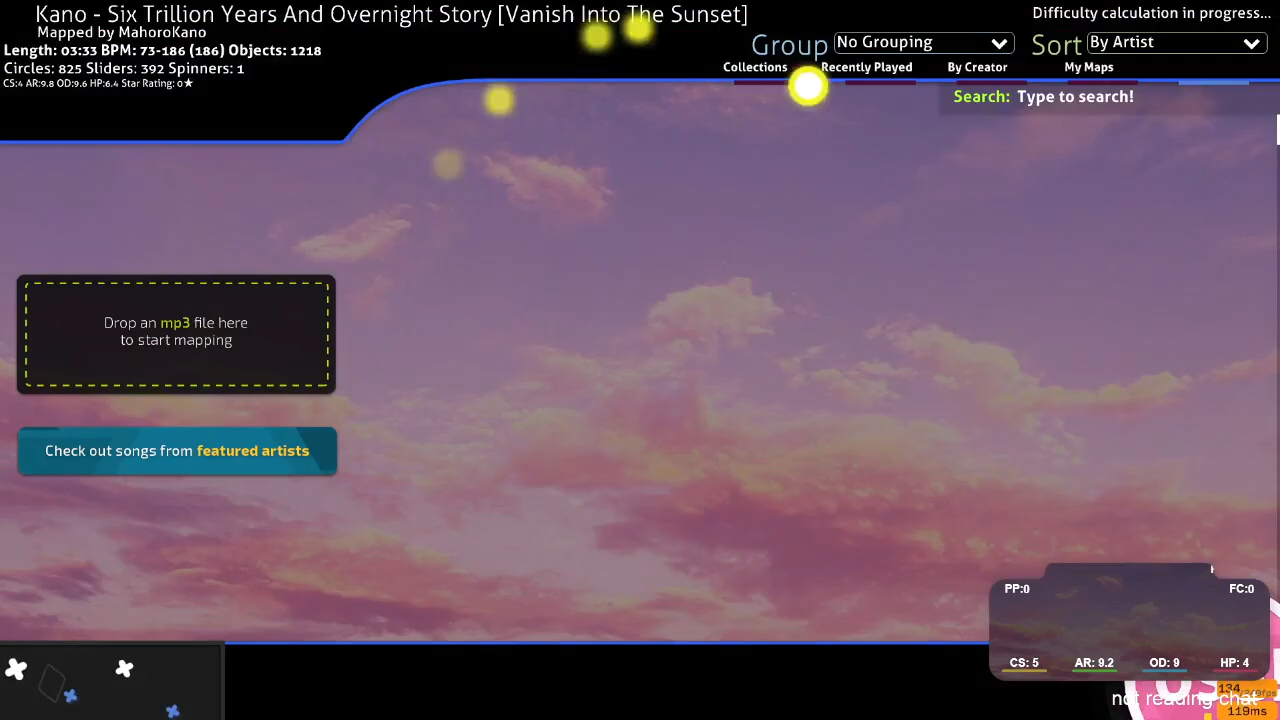 Kano - Six Trillion Years And Overnight Story [Vanish Into The Sunset]
Mapped by MahoroKano
Length: 03:33 BPM: 73-186 (186) Objects: 1218
Circles: 825 Sliders: 392 Spinners: 1
CS:4 AR:9.8 OD:9.6 HP:6.4 Star Rating: 0★
Difficulty calculation in progress...
Group No Grouping Sort By Artist
Collections Recently Played By Creator My Maps
Search: Type to search!
Drop an mp3 file here
to start mapping
Check out songs from featured artists
PP:0 FC:0
CS: 5 AR: 9.2 OD: 9 HP: 4
not reading chat
134
119ms